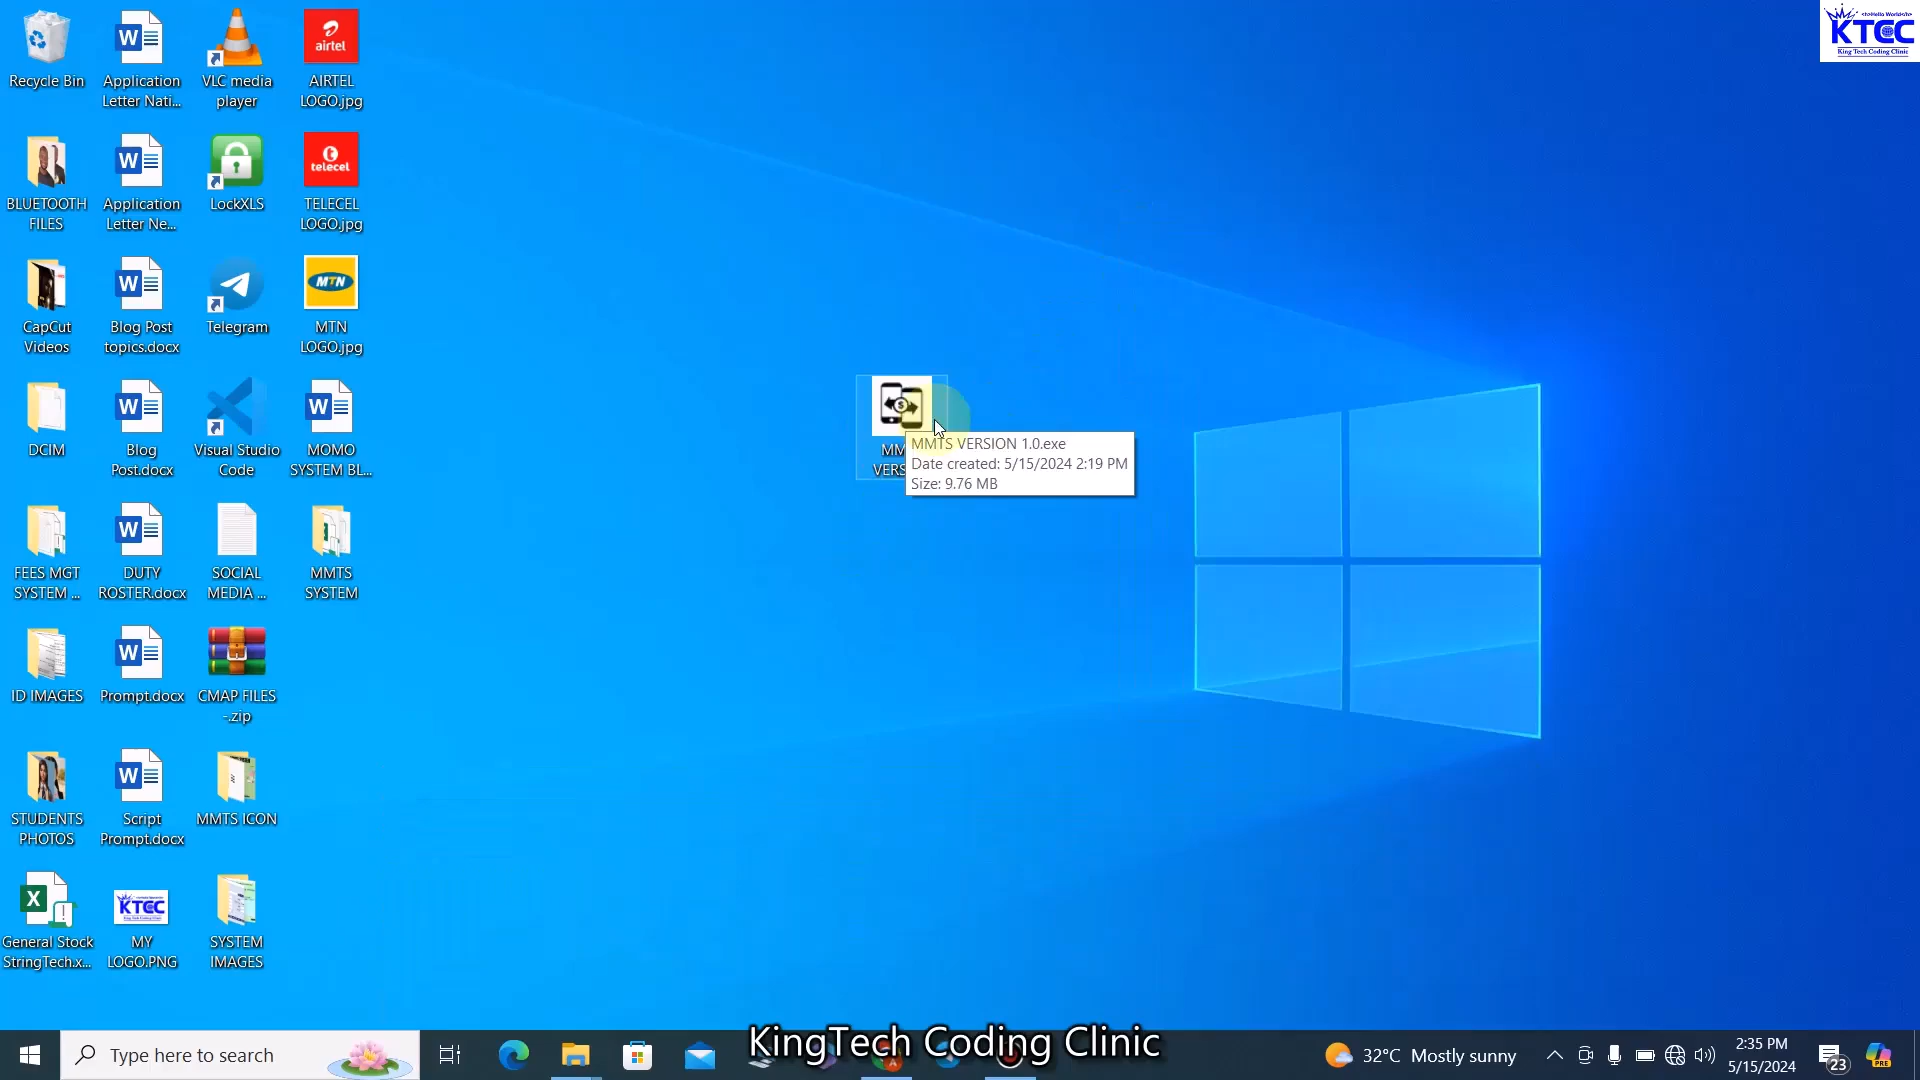 Recycle Bin
Application
Letter Nati...
VLC media
player
airtel
AIRTEL
LOGO.jpg
KTCC
King Tech Coding Clinic
BLUETOOTH
FILES
Application
Letter Ne...
LockXLS
telecel
TELECEL
LOGO.jpg
CapCut
Videos
Blog Post
topics.docx
Telegram
MTN
MTN
LOGO.jpg
DCIM
Blog
Post.docx
Visual Studio
Code
MOMO
SYSTEM BL...
MMTS VERSION 1.0.exe
Date created: 5/15/2024 2:19 PM
Size: 9.76 MB
FEES MGT
SYSTEM ...
DUTY
ROSTER.docx
SOCIAL
MEDIA ...
MMTS
SYSTEM
ID IMAGES
Prompt.docx
CMAP FILES
-.zip
STUDENTS
PHOTOS
Script
Prompt.docx
MMTS ICON
General Stock
StringTech.x...
KTCC
MY
LOGO.PNG
SYSTEM
IMAGES
Type here to search
KingTech Coding Clinic
32°C Mostly sunny
2:35 PM
5/15/2024
23
PRE